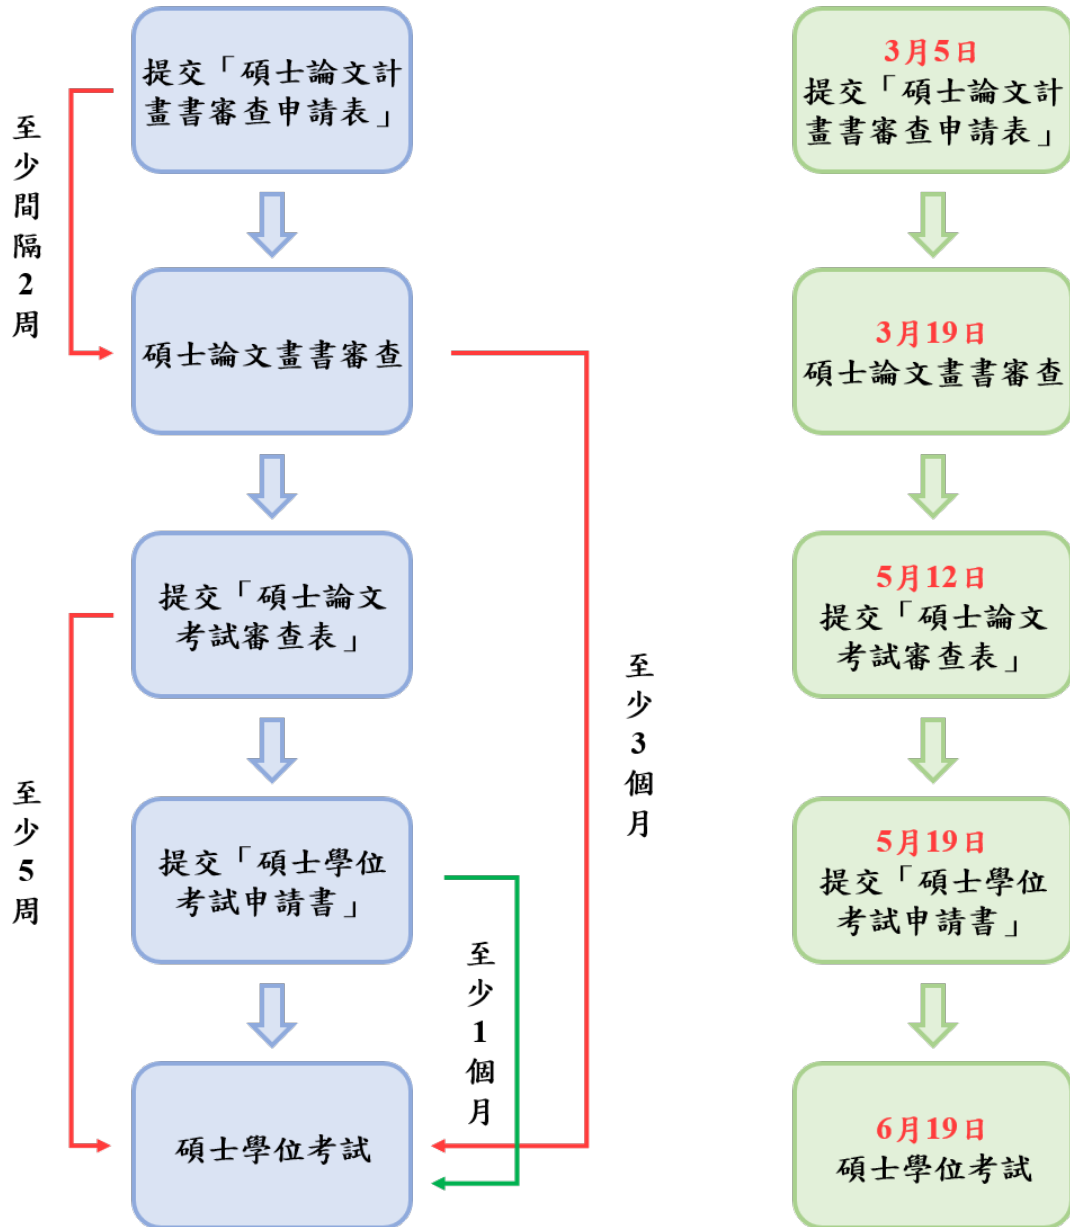 提交「碩士論文計
畫書審查申請表」
至少間隔2周
碩士論文畫書審查
提交「碩士論文
考試審查表」
至少5周
至少3個月
提交「碩士學位
考試申請書」
至少1個月
碩士學位考試
3月5日
提交「碩士論文計
畫書審查申請表」
3月19日
碩士論文畫書審查
5月12日
提交「碩士論文
考試審查表」
5月19日
提交「碩士學位
考試申請書」
6月19日
碩士學位考試